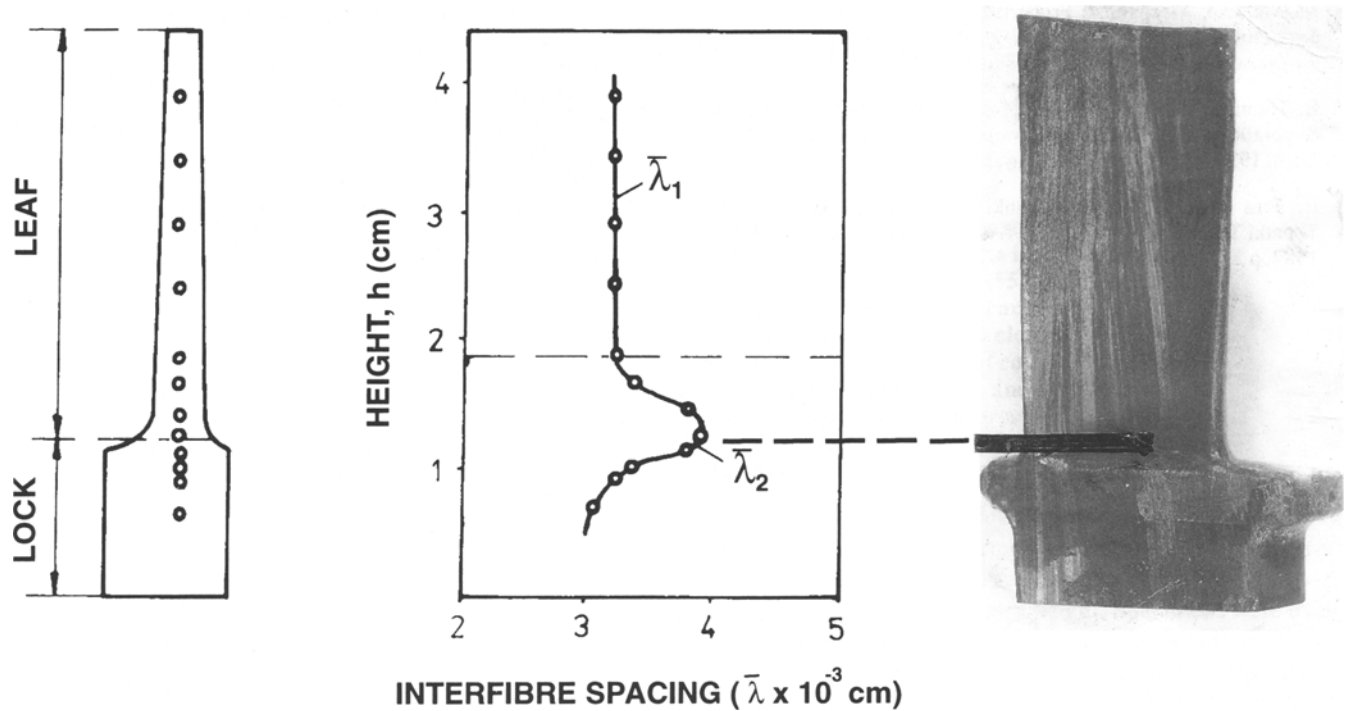 LEAF
LOCK
HEIGHT, h (cm)
4
3
2
1
λ̄₁
λ̄₂
2 3 4 5
INTERFIBRE SPACING ( λ̄ x 10⁻³ cm)